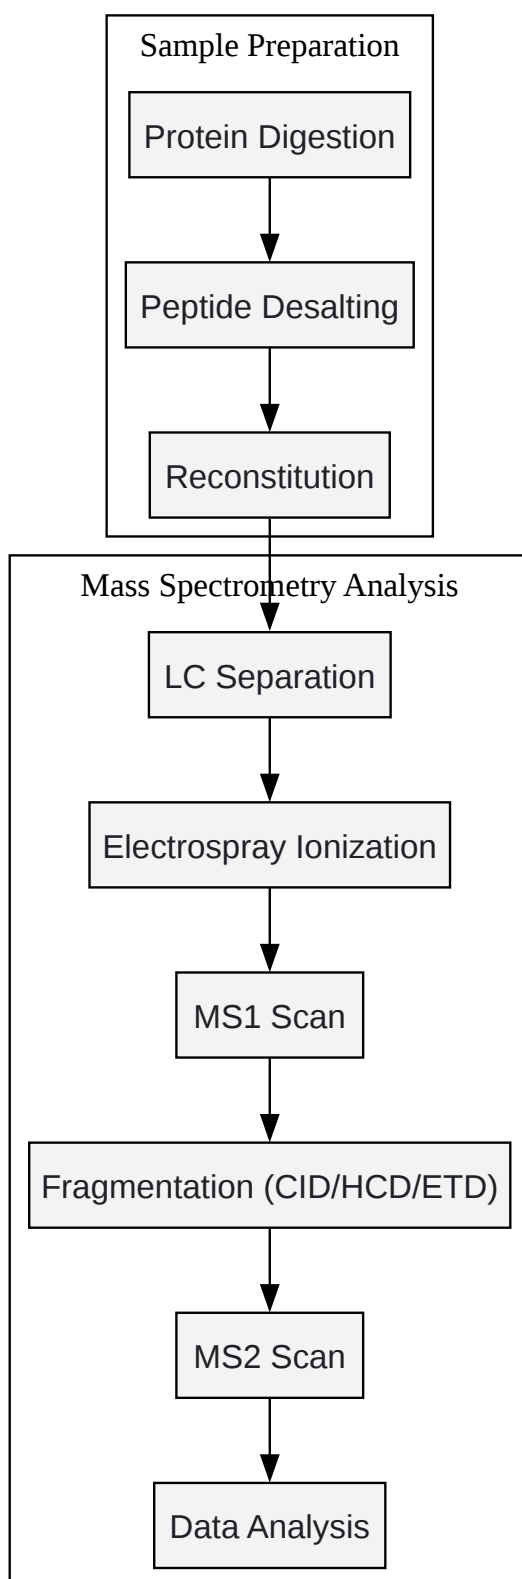 Sample Preparation
Protein Digestion
Peptide Desalting
Reconstitution
Mass Spectrometry Analysis
LC Separation
Electrospray Ionization
MS1 Scan
Fragmentation (CID/HCD/ETD)
MS2 Scan
Data Analysis